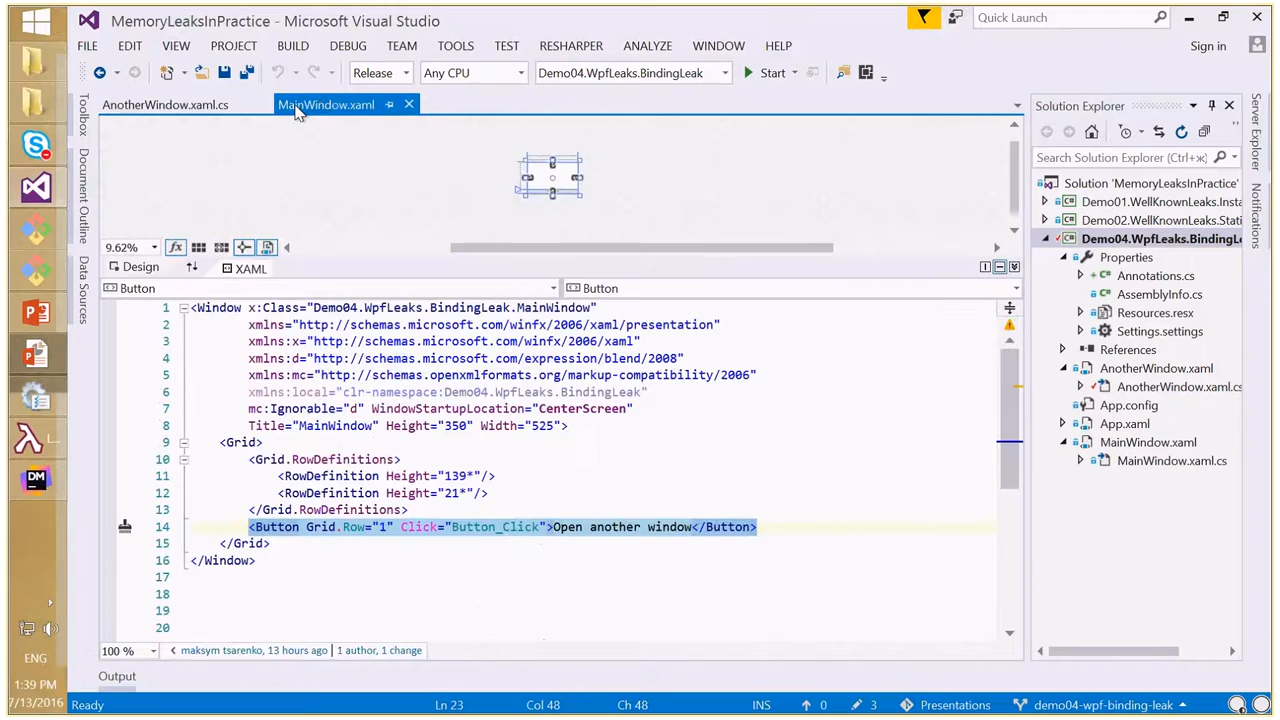 MemoryLeaksInPractice - Microsoft Visual Studio
Quick Launch
FILE EDIT VIEW PROJECT BUILD DEBUG TEAM TOOLS TEST RESHARPER ANALYZE WINDOW HELP
Sign in
Release Any CPU Demo04.WpfLeaks.BindingLeak Start
AnotherWindow.xaml.cs MainWindow.xaml
Toolbox
Document Outline
Data Sources
9.62% fx
Design XAML
Button Button
1 <Window x:Class="Demo04.WpfLeaks.BindingLeak.MainWindow"
2 xmlns="http://schemas.microsoft.com/winfx/2006/xaml/presentation"
3 xmlns:x="http://schemas.microsoft.com/winfx/2006/xaml"
4 xmlns:d="http://schemas.microsoft.com/expression/blend/2008"
5 xmlns:mc="http://schemas.openxmlformats.org/markup-compatibility/2006"
6 xmlns:local="clr-namespace:Demo04.WpfLeaks.BindingLeak"
7 mc:Ignorable="d" WindowStartupLocation="CenterScreen"
8 Title="MainWindow" Height="350" Width="525">
9 <Grid>
10 <Grid.RowDefinitions>
11 <RowDefinition Height="139*"/>
12 <RowDefinition Height="21*"/>
13 </Grid.RowDefinitions>
14 <Button Grid.Row="1" Click="Button_Click">Open another window</Button>
15 </Grid>
16 </Window>
17
18
19
20
100 % maksym tsarenko, 13 hours ago | 1 author, 1 change
Output
Solution Explorer
Search Solution Explorer (Ctrl+ж)
Solution 'MemoryLeaksInPractice'
C# Demo01.WellKnownLeaks.Insta
C# Demo02.WellKnownLeaks.Stati
C# Demo04.WpfLeaks.BindingLe
Properties
Annotations.cs
AssemblyInfo.cs
Resources.resx
Settings.settings
References
AnotherWindow.xaml
AnotherWindow.xaml.cs
App.config
App.xaml
MainWindow.xaml
MainWindow.xaml.cs
Server Explorer
Notifications
DM
ENG
1:39 PM
7/13/2016
Ready Ln 23 Col 48 Ch 48 INS 0 3 Presentations demo04-wpf-binding-leak